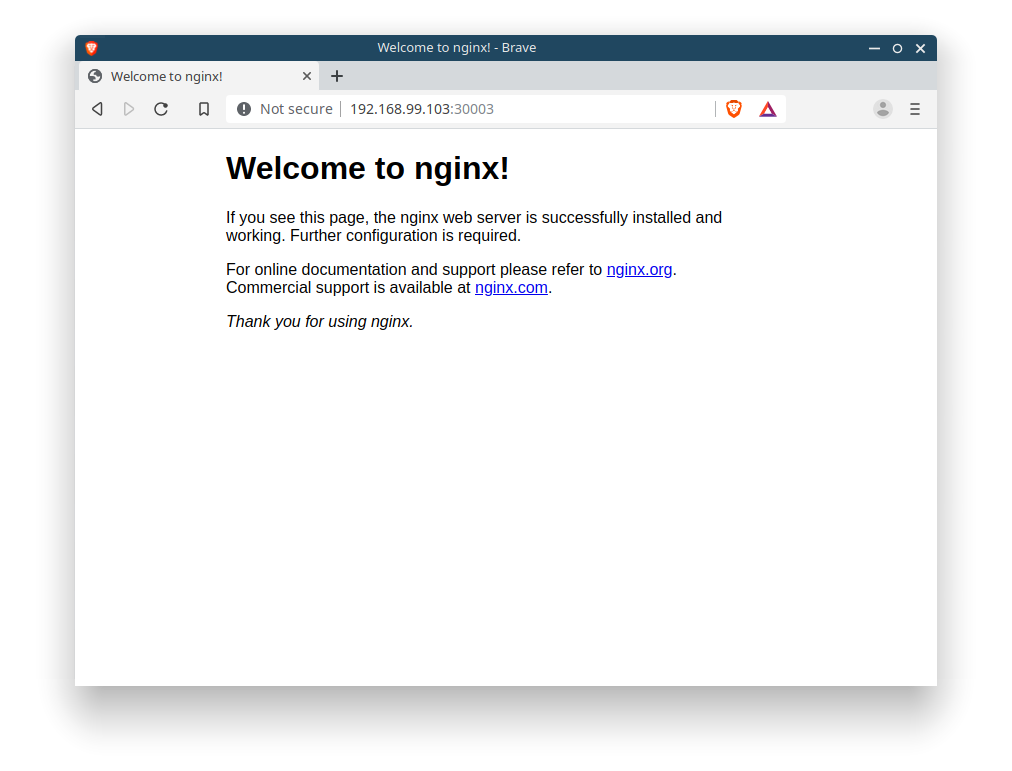 Welcome to nginx! - Brave
Welcome to nginx!
Not secure 192.168.99.103:30003
Welcome to nginx!
If you see this page, the nginx web server is successfully installed and
working. Further configuration is required.
For online documentation and support please refer to nginx.org.
Commercial support is available at nginx.com.
Thank you for using nginx.